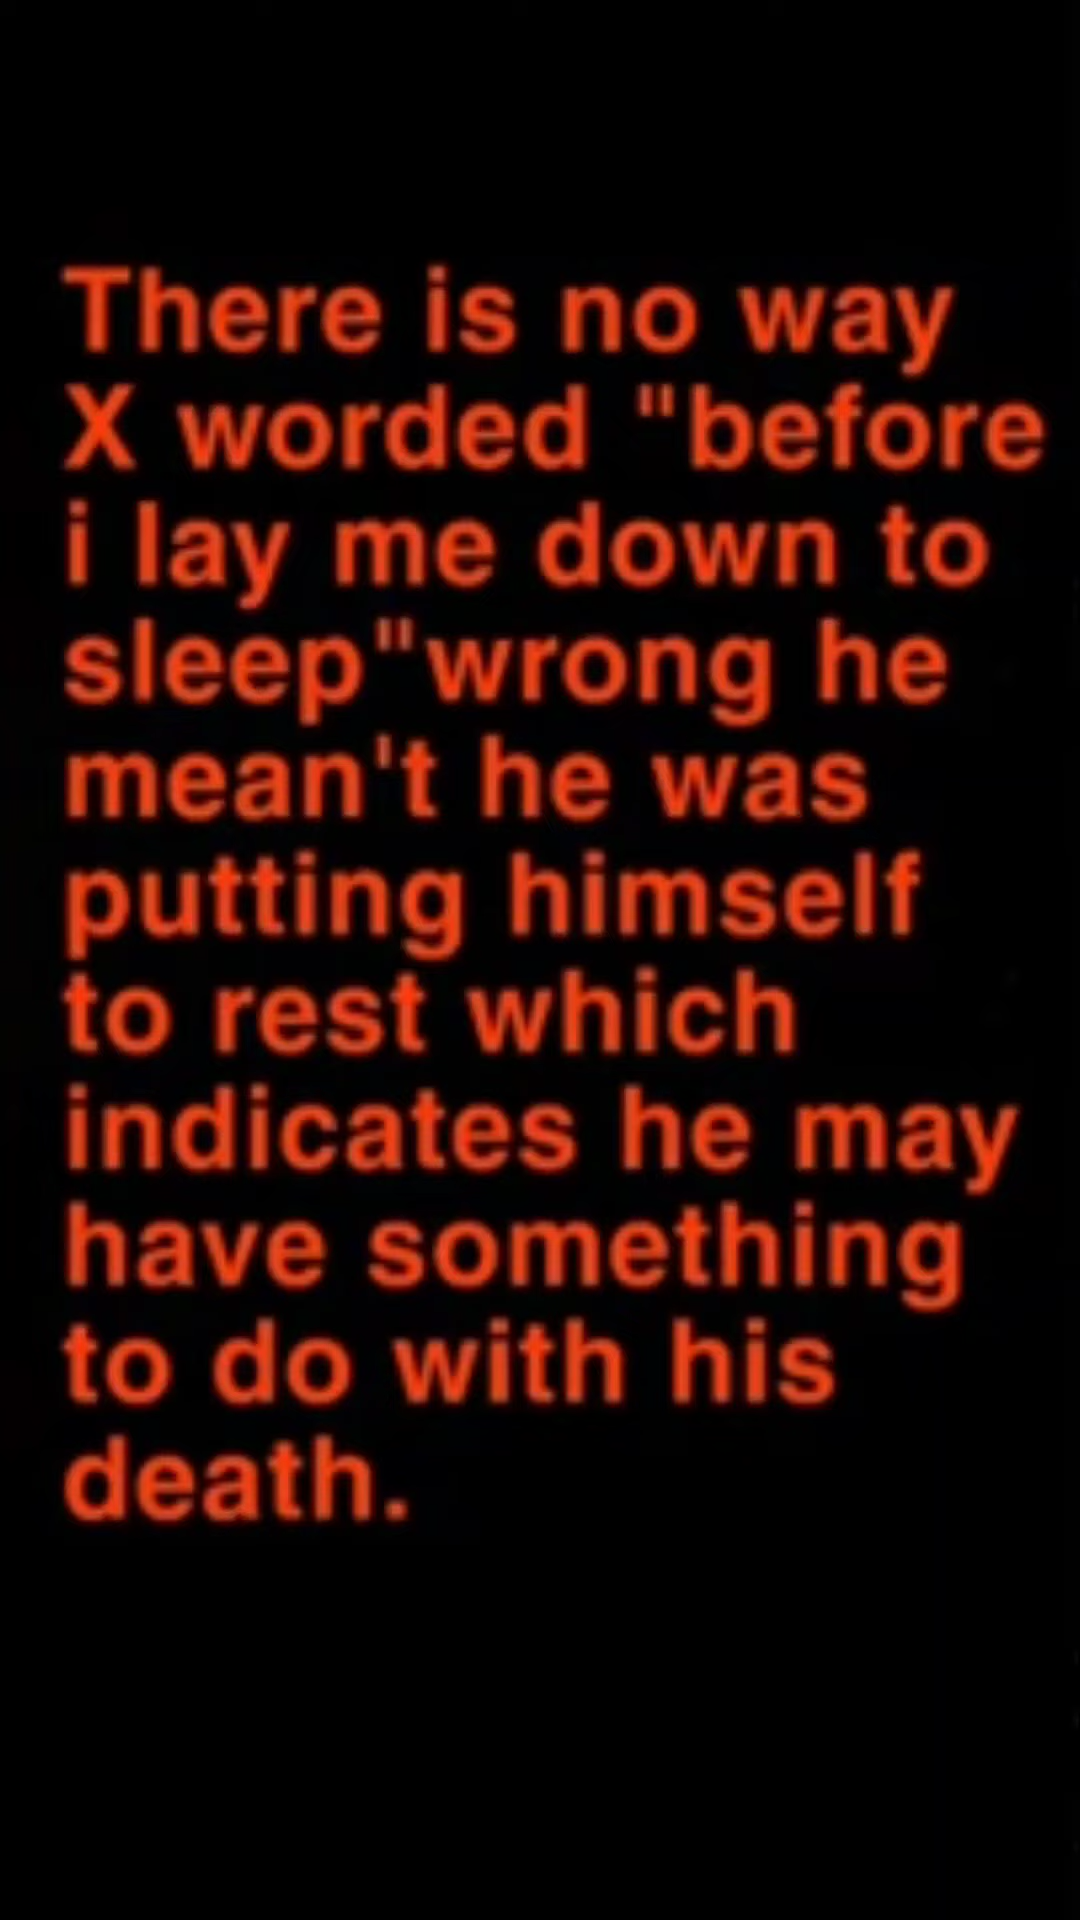 There is no way
X worded "before
i lay me down to
sleep"wrong he
mean't he was
putting himself
to rest which
indicates he may
have something
to do with his
death.